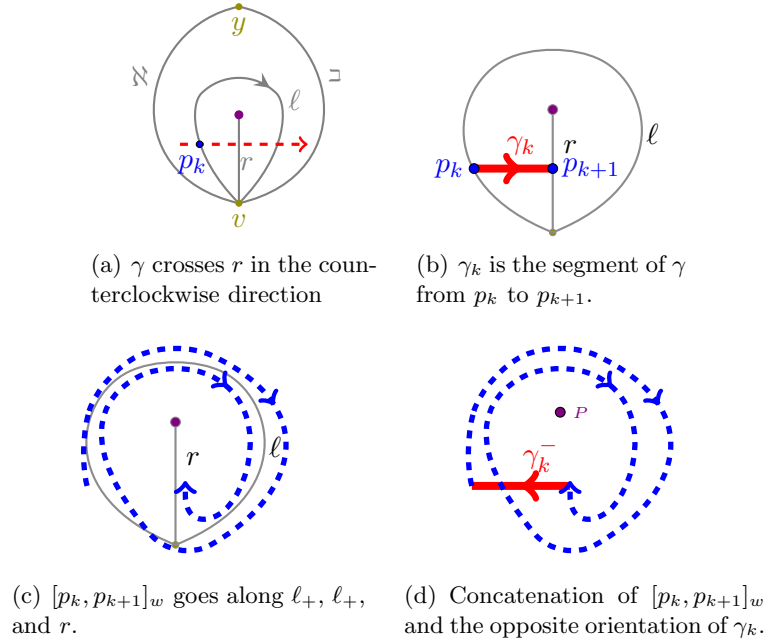 y
ℵ ℶ
ℓ
p_k r
v
γ_k r ℓ
p_k p_{k+1}
(a) γ crosses r in the coun-
terclockwise direction
(b) γ_k is the segment of γ
from p_k to p_{k+1}.
r ℓ
P
γ_k^-
(c) [p_k, p_{k+1}]_w goes along ℓ_+, ℓ_+,
and r.
(d) Concatenation of [p_k, p_{k+1}]_w
and the opposite orientation of γ_k.